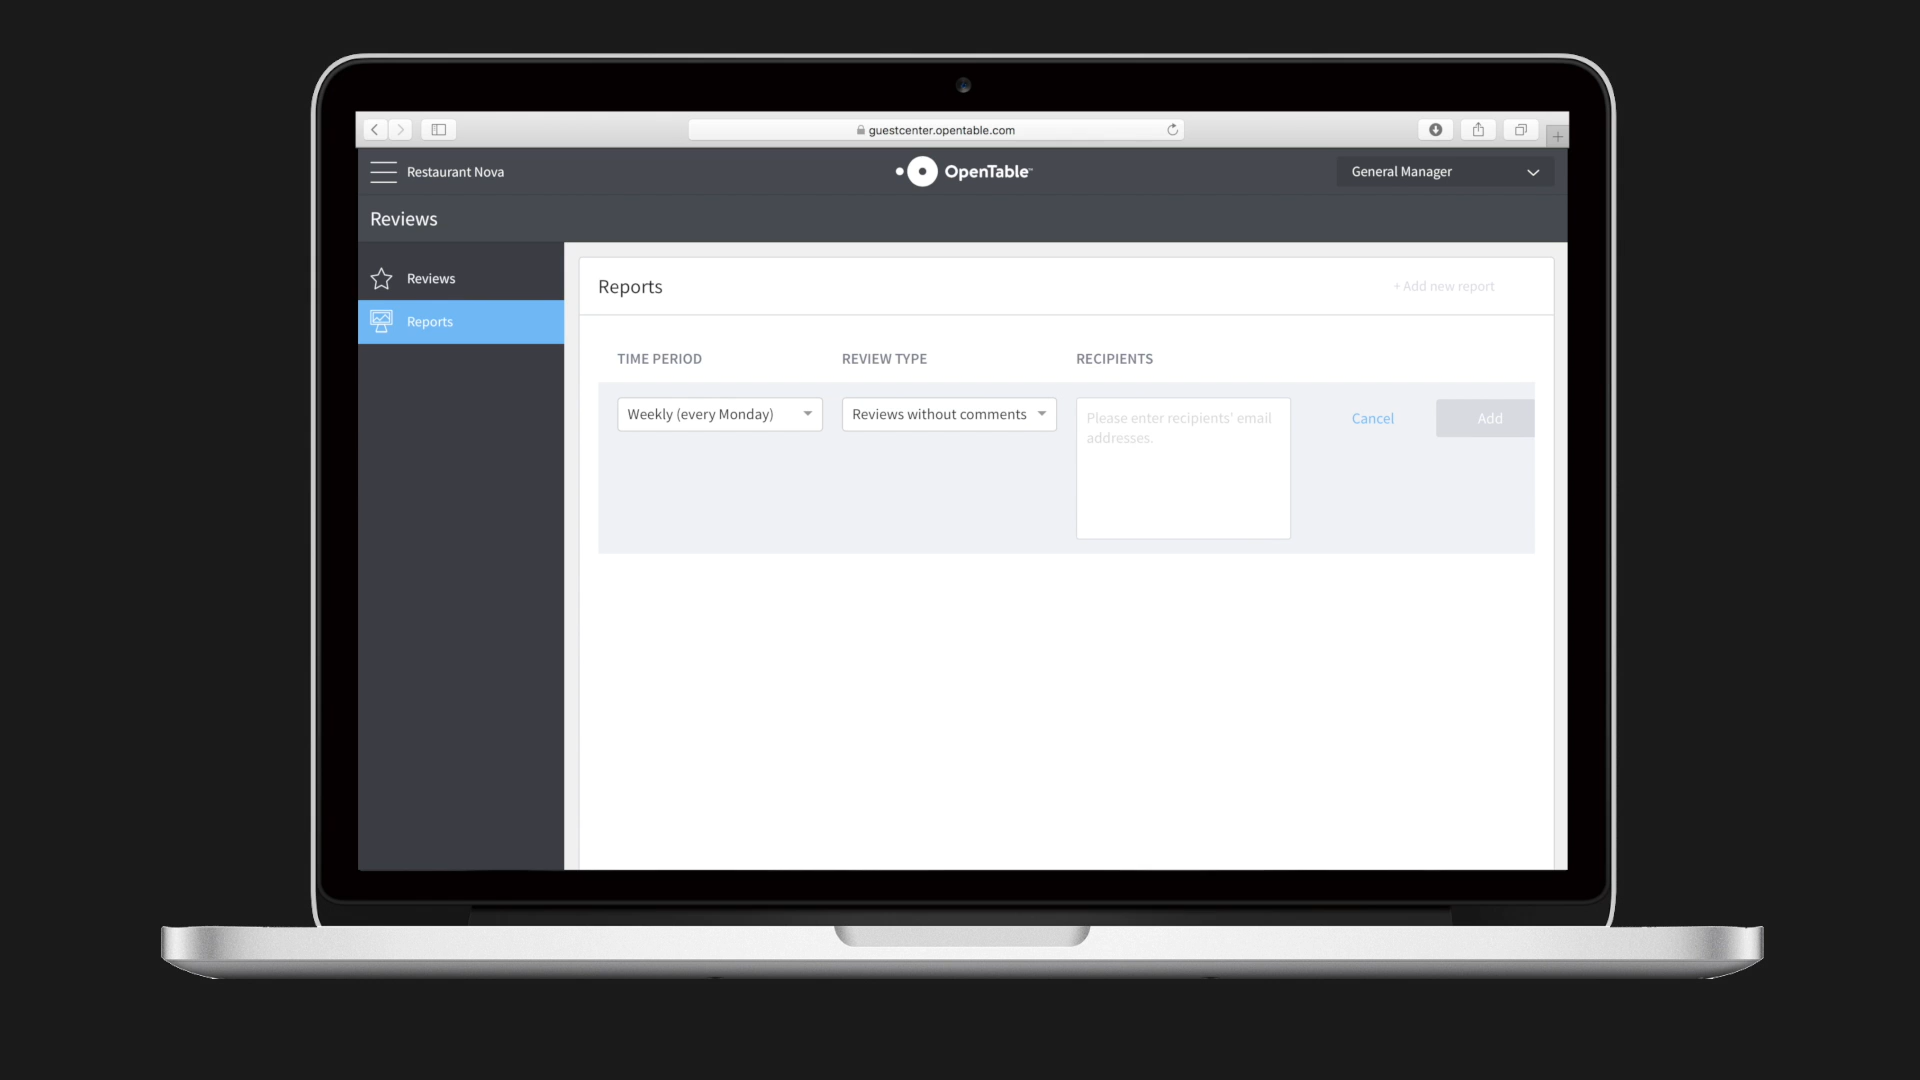 guestcenter.opentable.com
Restaurant Nova
OpenTable
General Manager
Reviews
Reviews
Reports
Reports
+ Add new report
TIME PERIOD
REVIEW TYPE
RECIPIENTS
Weekly (every Monday)
Reviews without comments
Please enter recipients' email
addresses.
Cancel
Add